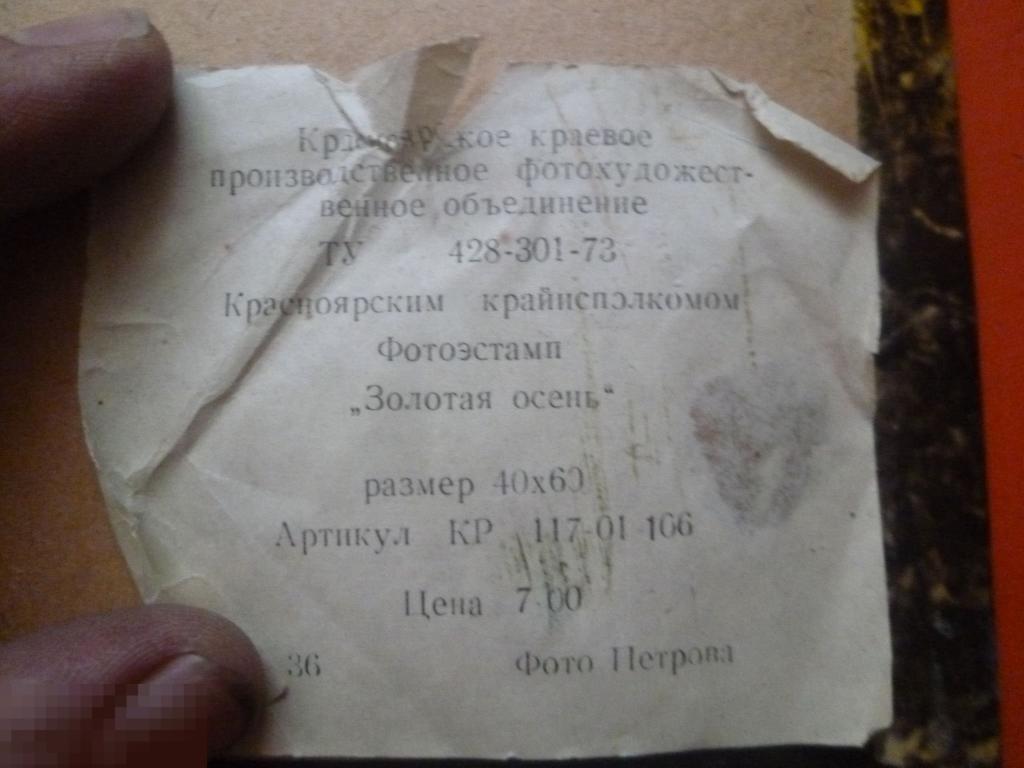 краевое
производственное фотохудожест-
венное объединение
ТУ 428-301-73
Красноярским крайисполкомом
Фотоэстамп
„Золотая осень“
размер 40х60
Артикул КР 117-01-166
Цена 7-00
36 Фото Петрова